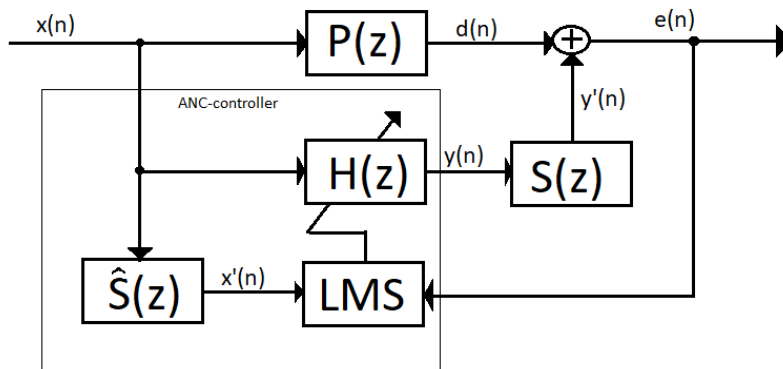 x(n)
P(z)
d(n)
+
e(n)
ANC-controller
y'(n)
H(z)
y(n)
S(z)
Ŝ(z)
x'(n)
LMS